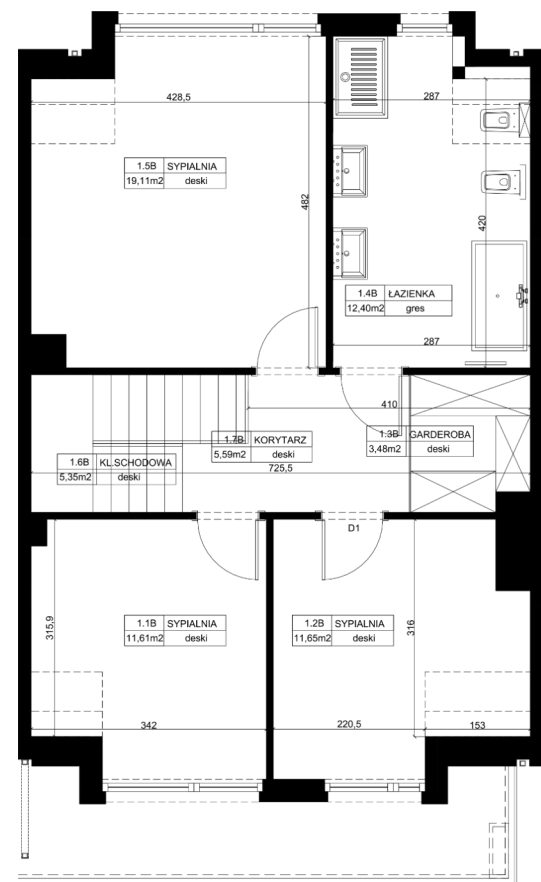 428,5
287
1.5B SYPIALNIA
19,11m2 deski
482
420
1.4B ŁAZIENKA
12,40m2 gres
287
410
1.7B KORYTARZ
5,59m2 deski
1.3B GARDEROBA
3,48m2 deski
1.6B KL.SCHODOWA
5,35m2 deski
725,5
D1
315,9
1.1B SYPIALNIA
11,61m2 deski
1.2B SYPIALNIA
11,65m2 deski
316
342
220,5
153